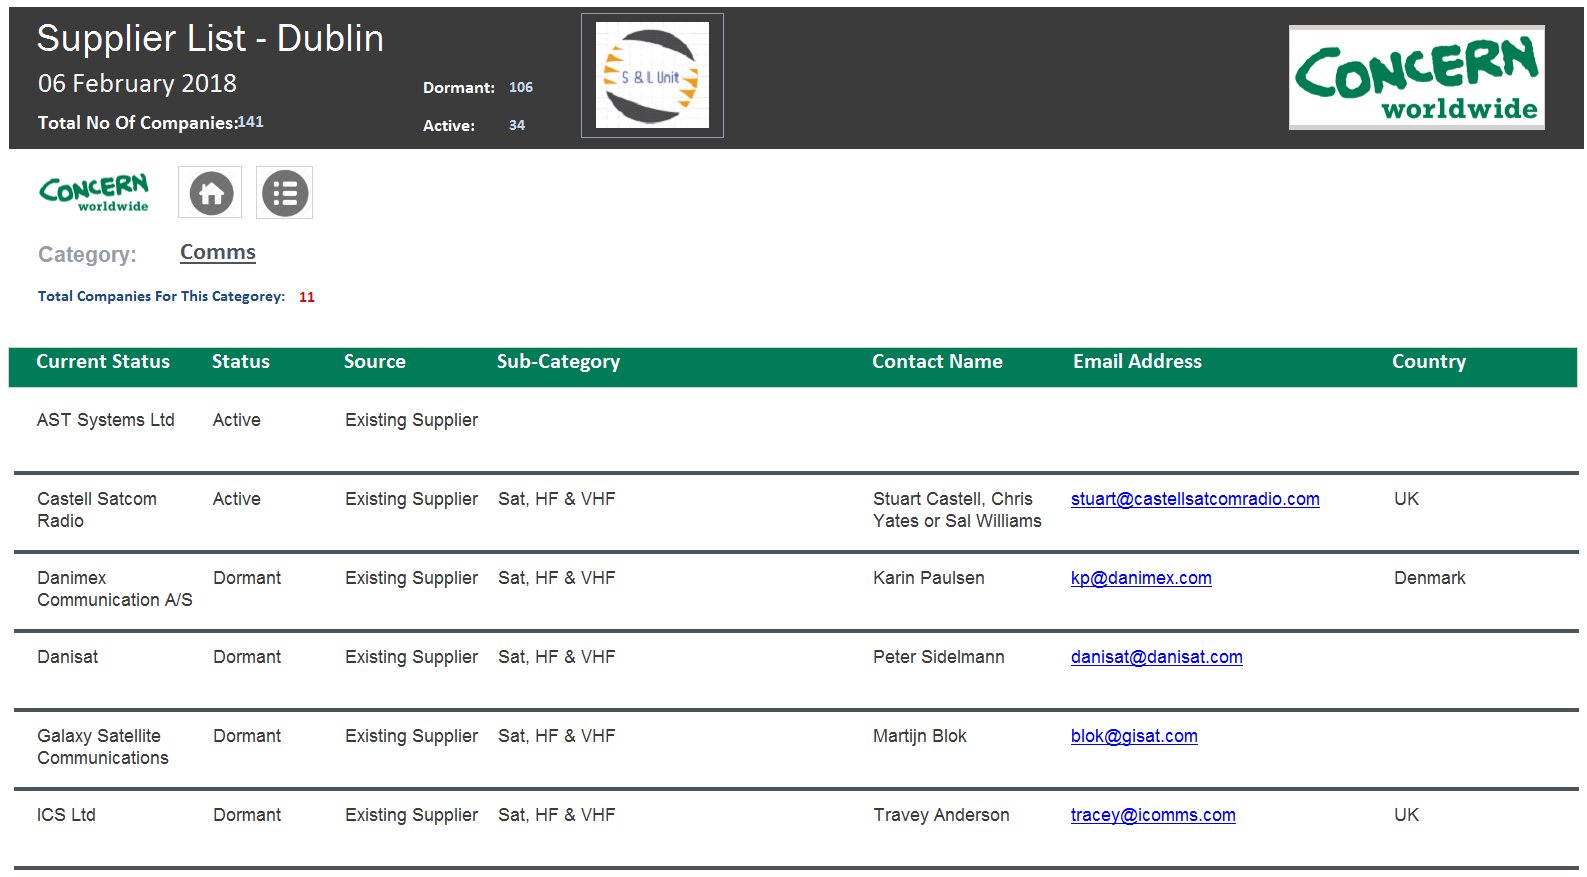 Supplier List - Dublin
06 February 2018
Total No Of Companies:141
Dormant: 106
Active: 34
S & L Unit
CONCERN
worldwide
CONCERN
worldwide
Category: Comms
Total Companies For This Categorey: 11
Current Status Status Source Sub-Category Contact Name Email Address Country
AST Systems Ltd Active Existing Supplier
Castell Satcom Active Existing Supplier Sat, HF & VHF Stuart Castell, Chris stuart@castellsatcomradio.com UK
Radio Yates or Sal Williams
Danimex Dormant Existing Supplier Sat, HF & VHF Karin Paulsen kp@danimex.com Denmark
Communication A/S
Danisat Dormant Existing Supplier Sat, HF & VHF Peter Sidelmann danisat@danisat.com
Galaxy Satellite Dormant Existing Supplier Sat, HF & VHF Martijn Blok blok@gisat.com
Communications
ICS Ltd Dormant Existing Supplier Sat, HF & VHF Travey Anderson tracey@icomms.com UK